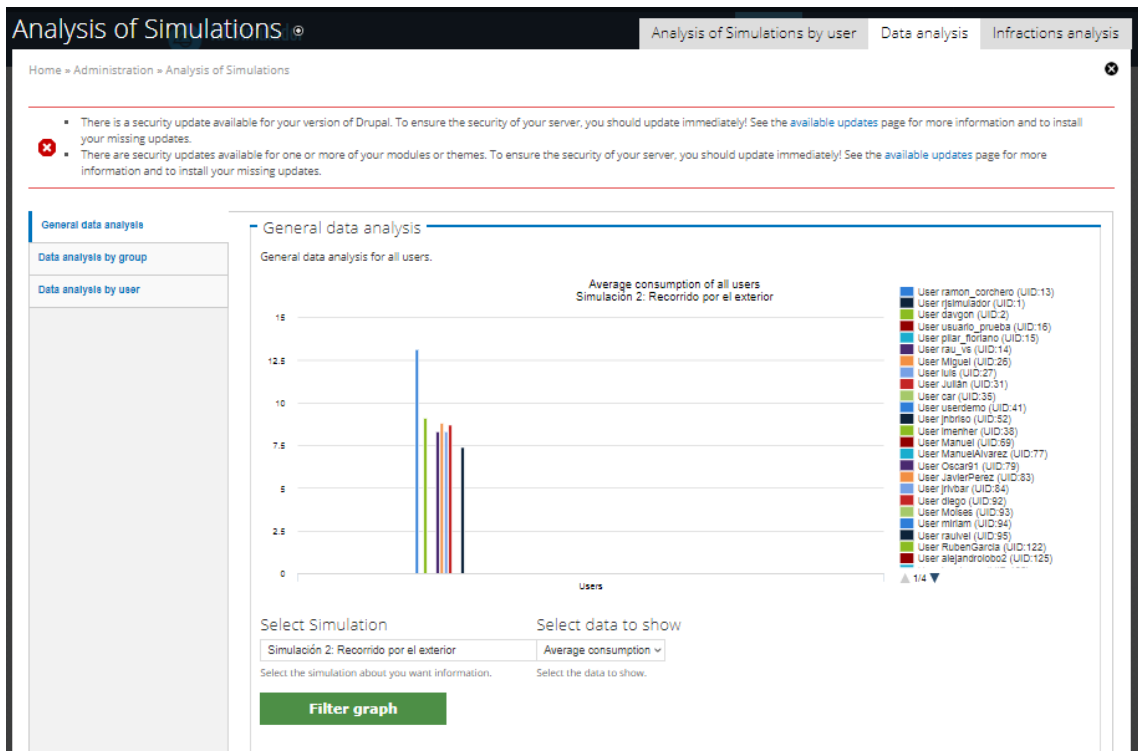 Analysis of Simulations
Analysis of Simulations by user
Data analysis
Infractions analysis
Home » Administration » Analysis of Simulations
There is a security update available for your version of Drupal. To ensure the security of your server, you should update immediately! See the available updates page for more information and to install
your missing updates.
There are security updates available for one or more of your modules or themes. To ensure the security of your server, you should update immediately! See the available updates page for more
information and to install your missing updates.
General data analysis
Data analysis by group
Data analysis by user
General data analysis
General data analysis for all users.
Average consumption of all users
Simulación 2: Recorrido por el exterior
15
12.5
10
7.5
5
2.5
0
Users
User ramon_corchero (UID:13)
User rjsimulador (UID:1)
User davgon (UID:2)
User usuario_prueba (UID:16)
User pilar_floriano (UID:15)
User rau_vs (UID:14)
User Miguel (UID:26)
User luis (UID:27)
User Julián (UID:31)
User car (UID:35)
User userdemo (UID:41)
User jnbriso (UID:52)
User imenher (UID:38)
User Manuel (UID:69)
User ManuelAlvarez (UID:77)
User Oscar91 (UID:79)
User JavierPerez (UID:83)
User jrivbar (UID:84)
User diego (UID:92)
User Moises (UID:93)
User miriam (UID:94)
User raulvel (UID:95)
User RubenGarcia (UID:122)
User alejandrolobo2 (UID:125)
1/4
Select Simulation
Select data to show
Simulación 2: Recorrido por el exterior
Average consumption
Select the simulation about you want information.
Select the data to show.
Filter graph